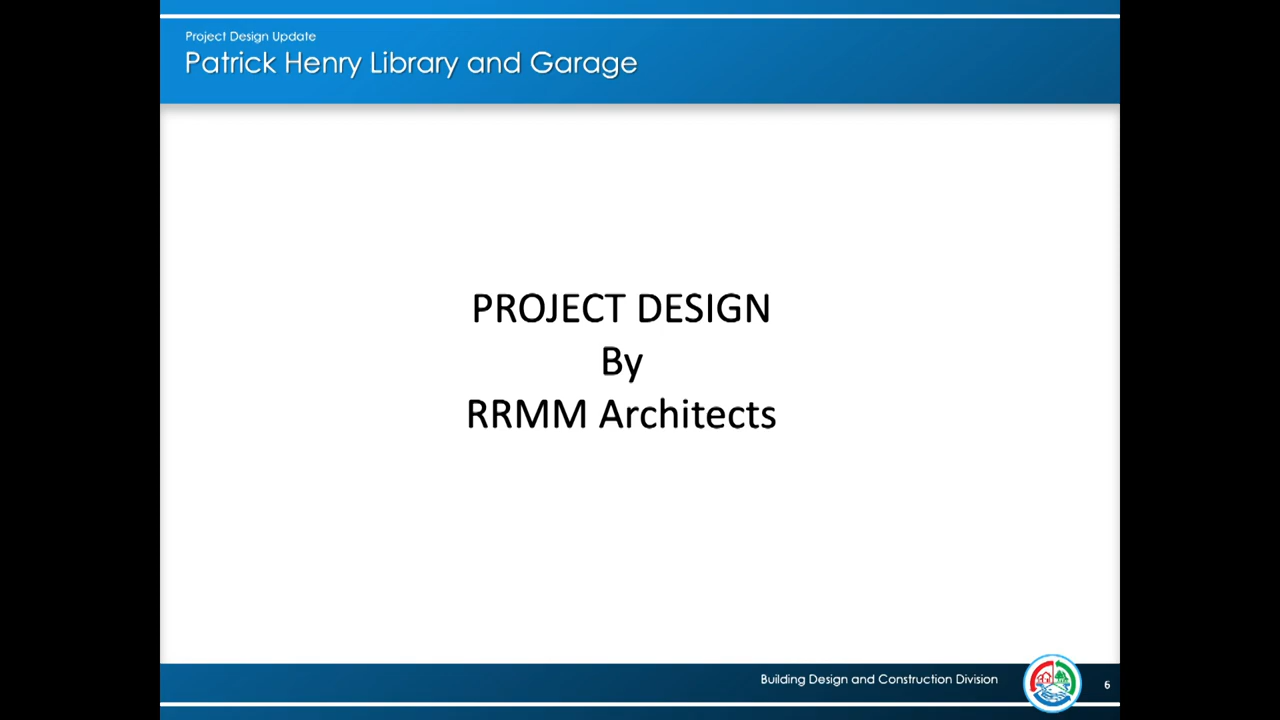 Project Design Update
Patrick Henry Library and Garage
PROJECT DESIGN
By
RRMM Architects
Building Design and Construction Division
6